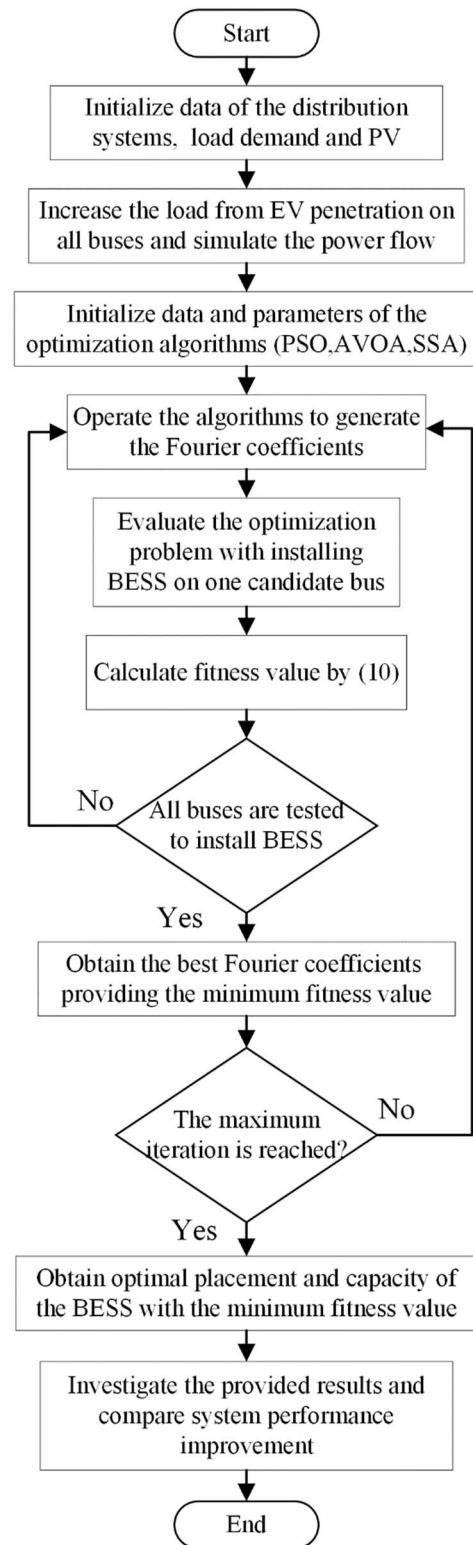 Start
Initialize data of the distribution
systems, load demand and PV
Increase the load from EV penetration on
all buses and simulate the power flow
Initialize data and parameters of the
optimization algorithms (PSO,AVOA,SSA)
Operate the algorithms to generate
the Fourier coefficients
Evaluate the optimization
problem with installing
BESS on one candidate bus
Calculate fitness value by (10)
No
All buses are tested
to install BESS
Yes
Obtain the best Fourier coefficients
providing the minimum fitness value
The maximum
iteration is reached?
No
Yes
Obtain optimal placement and capacity of
the BESS with the minimum fitness value
Investigate the provided results and
compare system performance
improvement
End